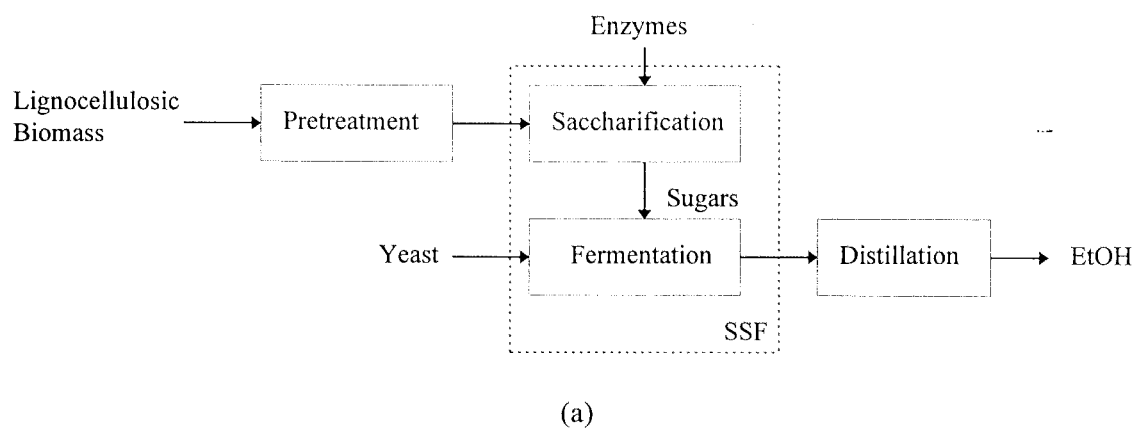 Enzymes
Lignocellulosic
Biomass
Pretreatment
Saccharification
Sugars
Yeast
Fermentation
Distillation
EtOH
SSF
(a)